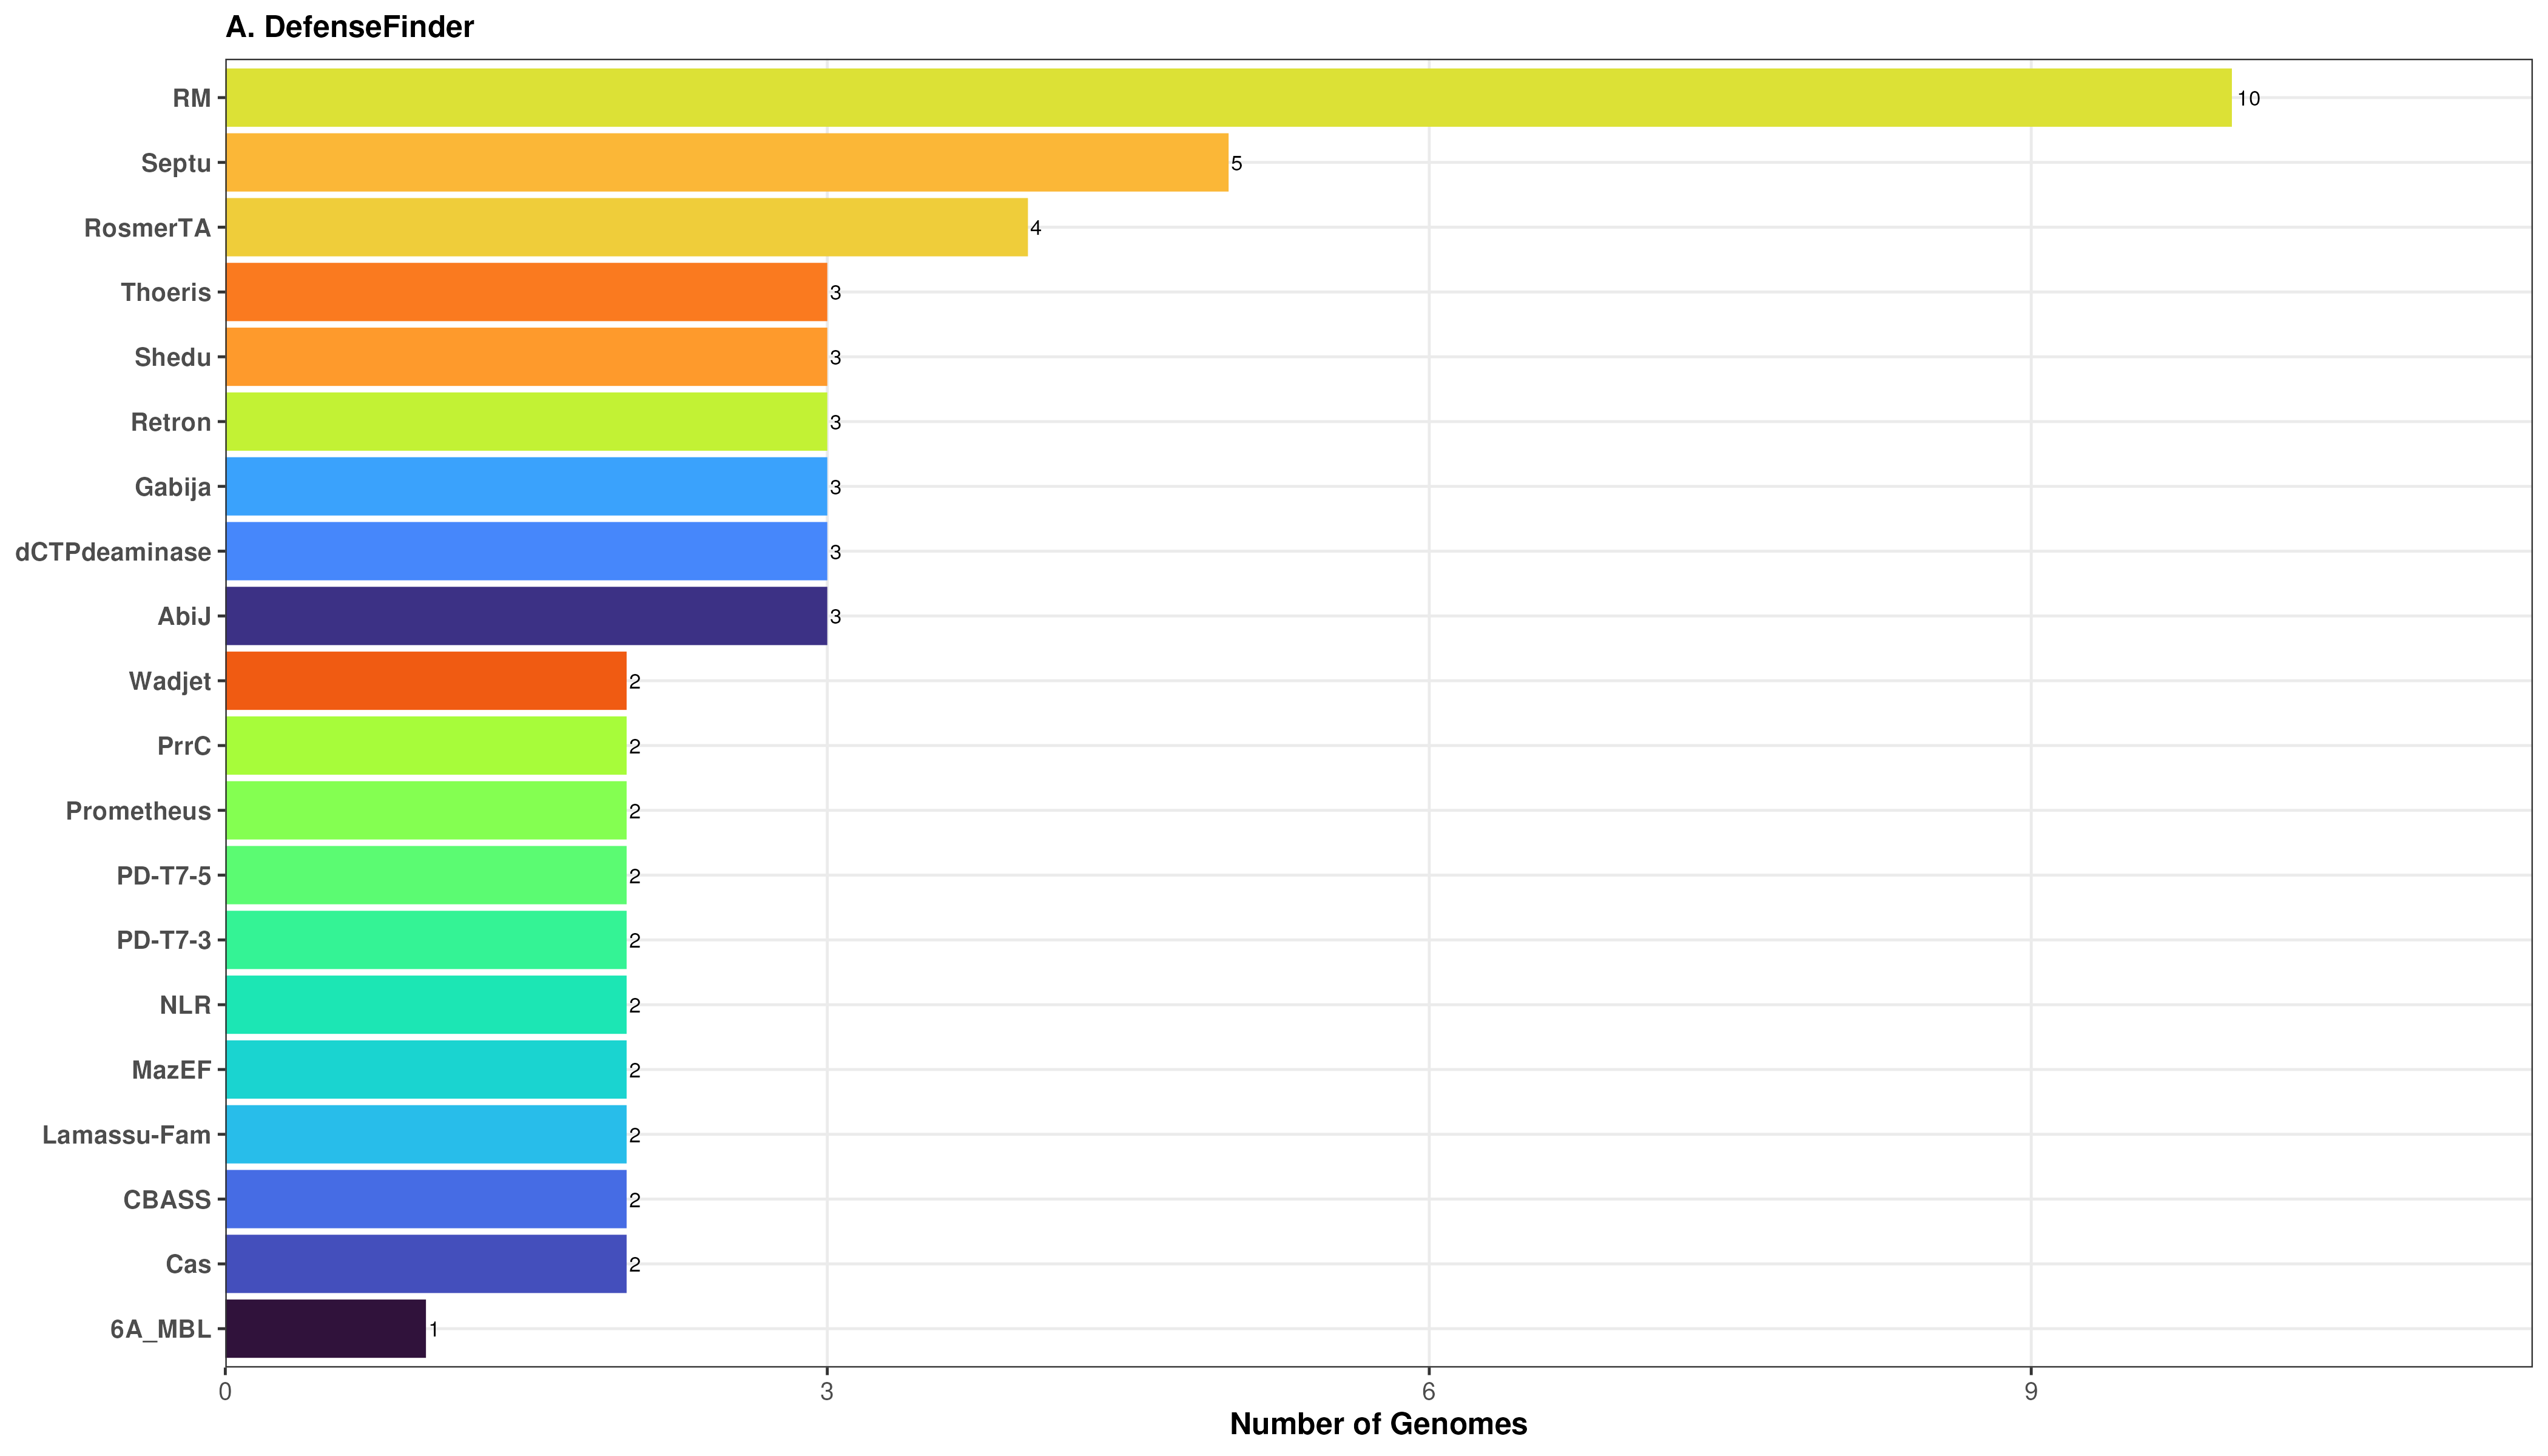 A. DefenseFinder
RM 10
Septu 5
RosmerTA 4
Thoeris 3
Shedu 3
Retron 3
Gabija 3
dCTPdeaminase 3
AbiJ 3
Wadjet 2
PrrC 2
Prometheus 2
PD-T7-5 2
PD-T7-3 2
NLR 2
MazEF 2
Lamassu-Fam 2
CBASS 2
Cas 2
6A_MBL 1
0 3 6 9
Number of Genomes